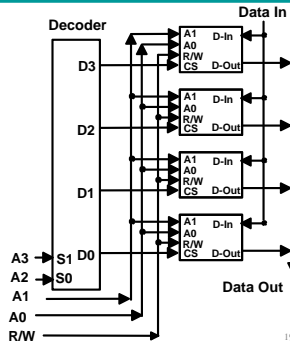 Data In
Decoder
A1 D-In
A0
R/W
D3 CS D-Out
A1 D-In
A0
R/W
D2 CS D-Out
A1 D-In
A0
R/W
D1 CS D-Out
A1 D-In
A0
R/W
A3 S1 D0 CS D-Out
A2 S0
A1 Data Out
A0
R/W